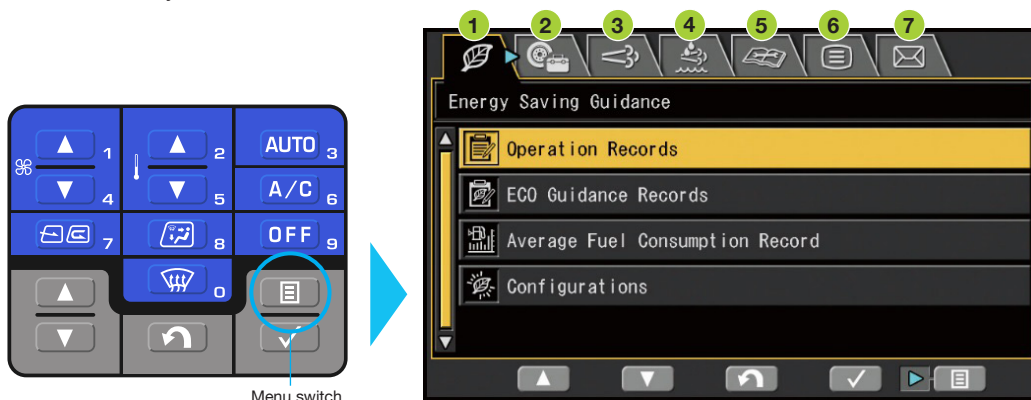 1 2 3 4 5 6 7
Energy Saving Guidance
Operation Records
ECO Guidance Records
Average Fuel Consumption Record
Configurations
1 2 AUTO 3
4 5 A/C 6
7 8 OFF 9
0
Menu switch